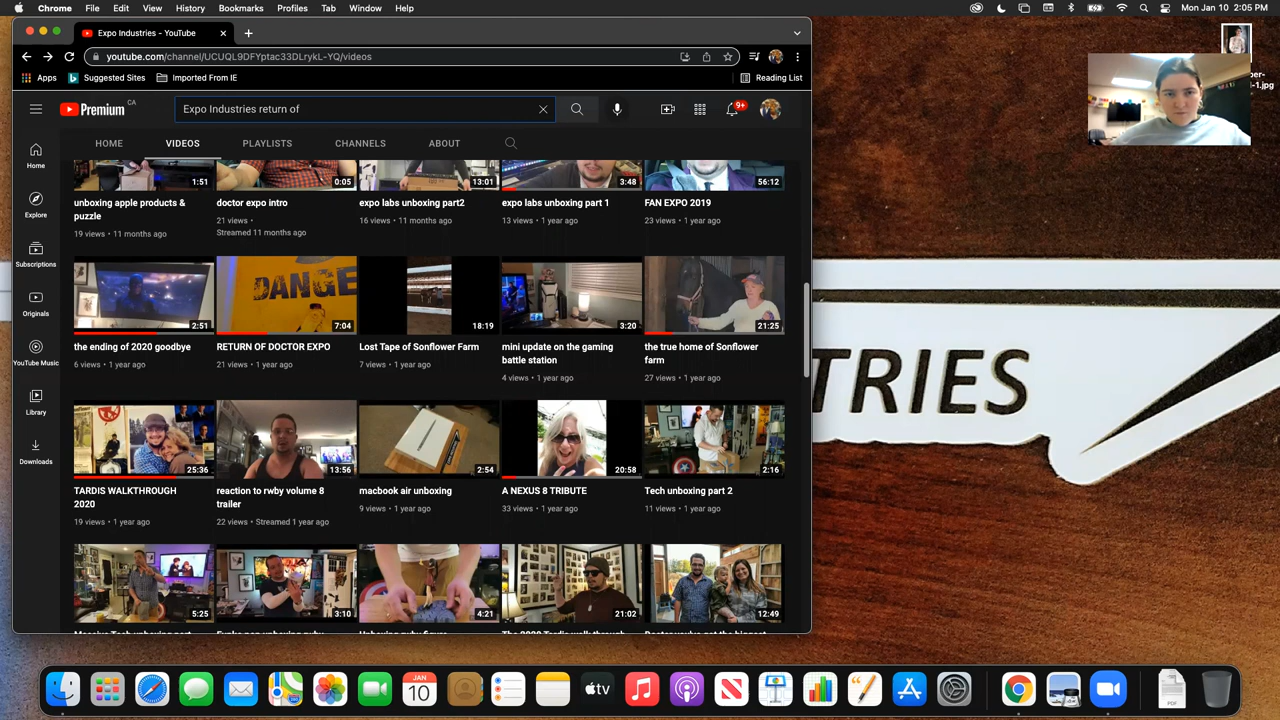 Chrome File Edit View History Bookmarks Profiles Tab Window Help Mon Jan 10 2:05 PM
Expo Industries - YouTube
youtube.com/channel/UCUQL9DFYptac33DLrykL-YQ/videos
Apps Suggested Sites Imported From IE Reading List
Premium CA
Expo Industries return of
9+
1.jpg
HOME VIDEOS PLAYLISTS CHANNELS ABOUT
Home
Explore
Subscriptions
Originals
YouTube Music
Library
Downloads
1:51 0:05 13:01 3:48 56:12
unboxing apple products & puzzle
19 views • 11 months ago
doctor expo intro
21 views •
Streamed 11 months ago
expo labs unboxing part2
16 views • 11 months ago
expo labs unboxing part 1
13 views • 1 year ago
FAN EXPO 2019
23 views • 1 year ago
DANGE
2:51 7:04 18:19 3:20 21:25
the ending of 2020 goodbye
6 views • 1 year ago
RETURN OF DOCTOR EXPO
21 views • 1 year ago
Lost Tape of Sonflower Farm
7 views • 1 year ago
mini update on the gaming
battle station
4 views • 1 year ago
the true home of Sonflower
farm
27 views • 1 year ago
25:36 13:56 2:54 20:58 2:16
TARDIS WALKTHROUGH
2020
19 views • 1 year ago
reaction to rwby volume 8
trailer
22 views • Streamed 1 year ago
macbook air unboxing
9 views • 1 year ago
A NEXUS 8 TRIBUTE
33 views • 1 year ago
Tech unboxing part 2
11 views • 1 year ago
5:25 3:10 4:21 21:02 12:49
TRIES
JAN
10
tv
PDF